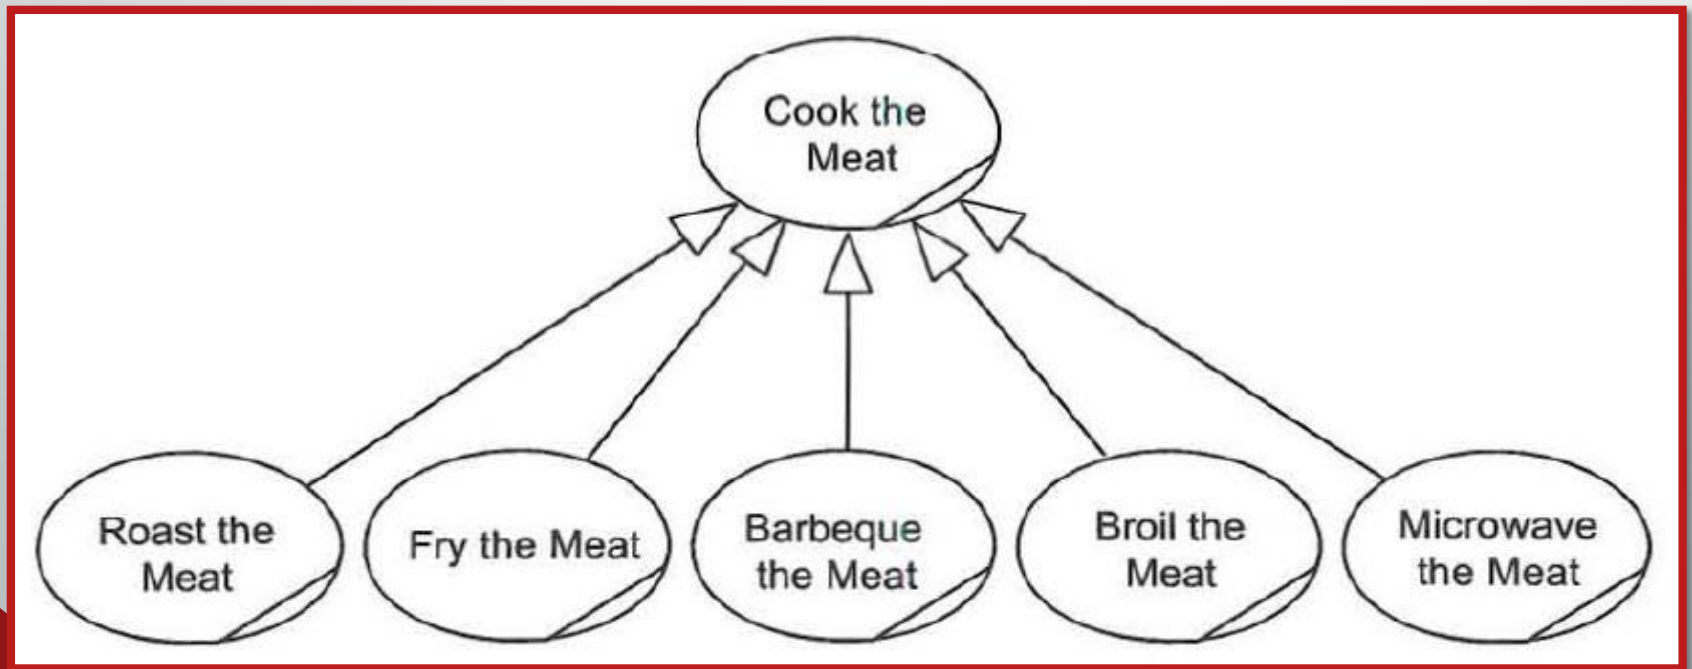 Cook the
Meat
Roast the
Meat
Fry the Meat
Barbeque
the Meat
Broil the
Meat
Microwave
the Meat